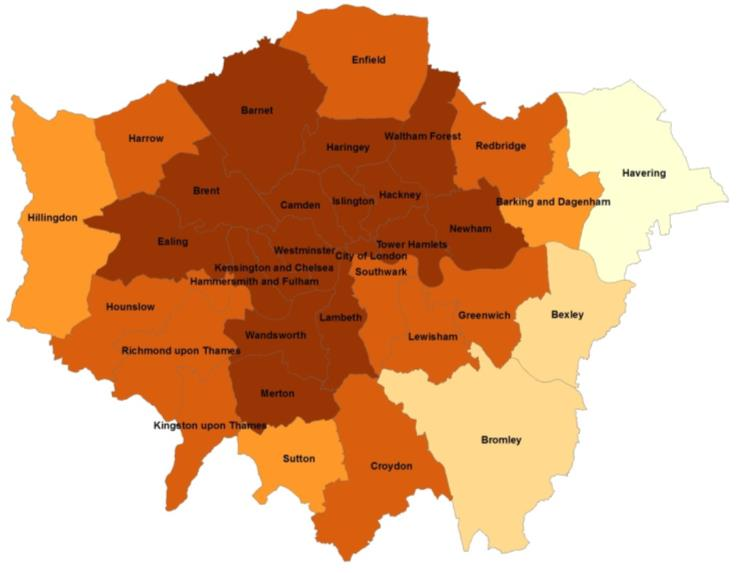 Enfield
Barnet
Waltham Forest
Harrow
Haringey
Redbridge
Havering
Brent
Hackney
Islington
Barking and Dagenham
Camden
Hillingdon
Newham
Ealing
Tower Hamlets
Westminster
City of London
Kensington and Chelsea
Southwark
Hammersmith and Fulham
Hounslow
Greenwich
Bexley
Lambeth
Wandsworth
Lewisham
Richmond upon Thames
Merton
Kingston upon Thames
Bromley
Sutton
Croydon